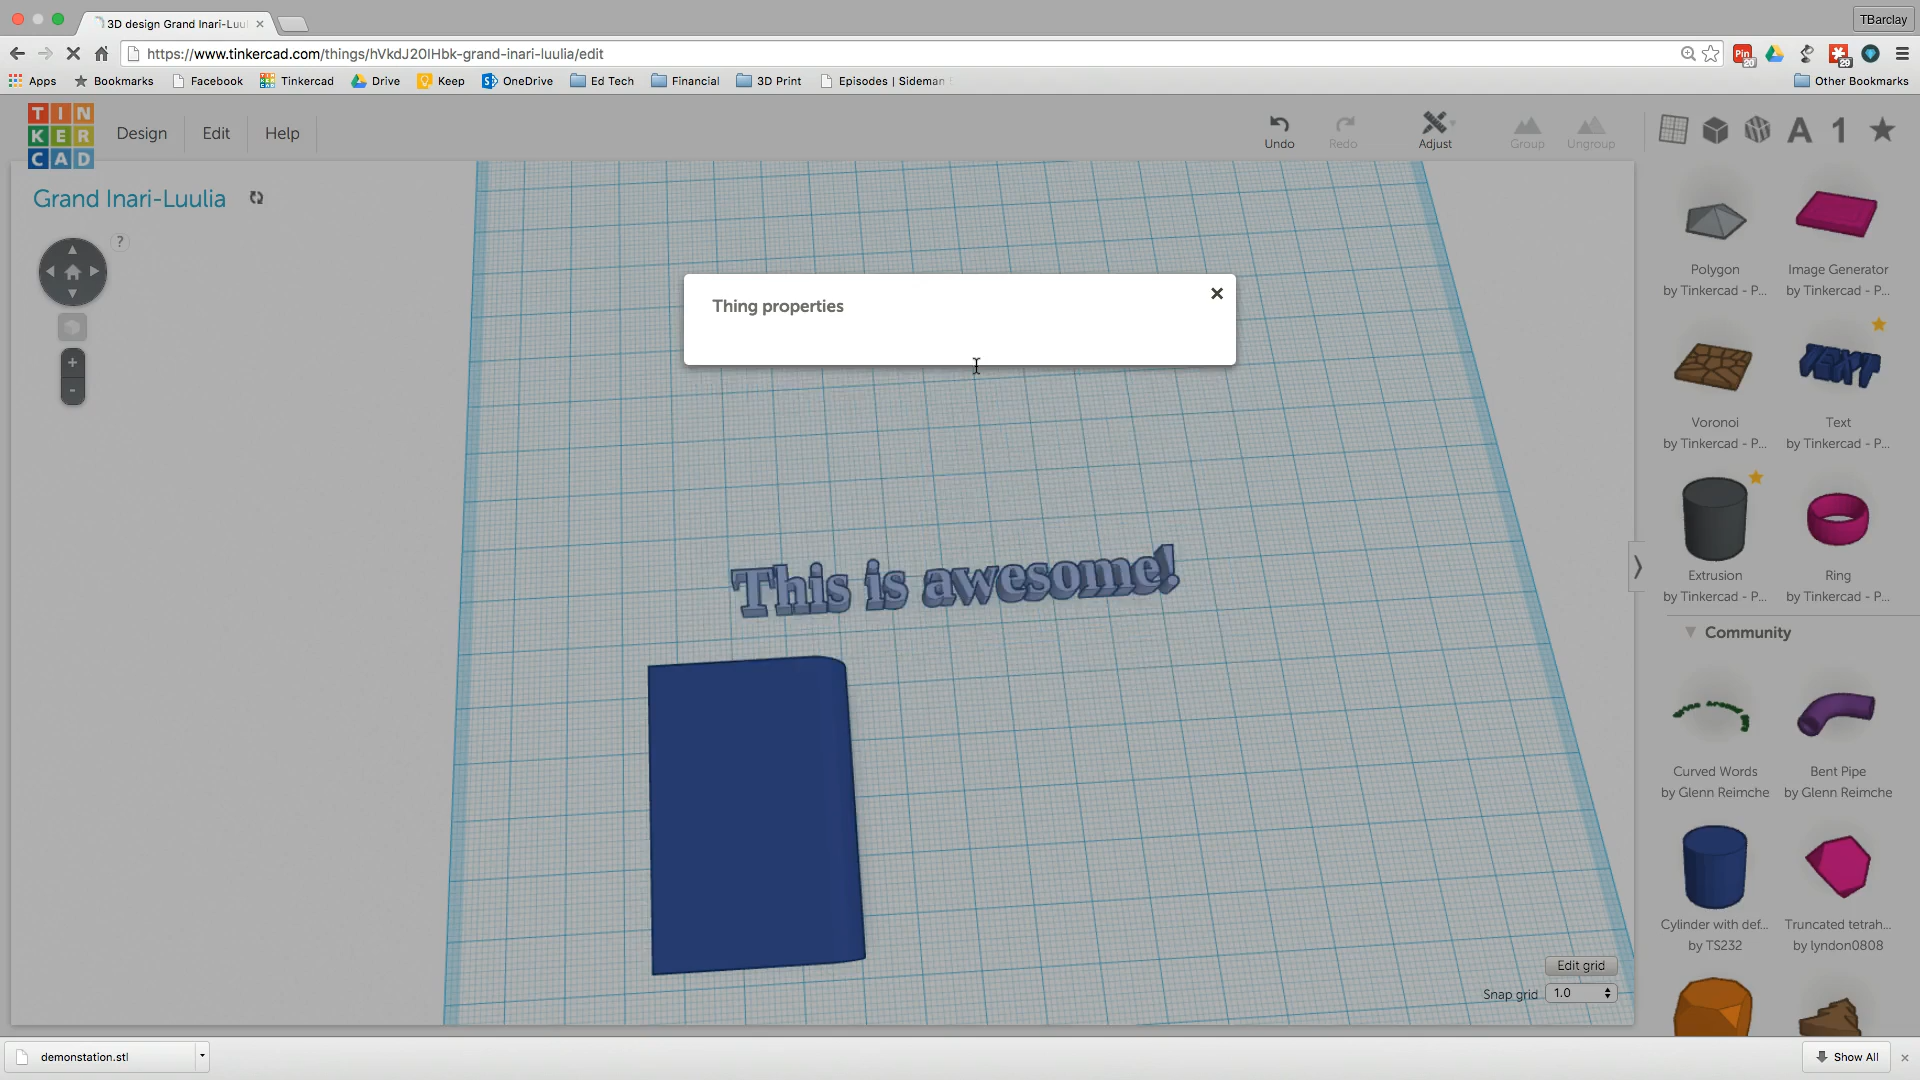 3D design Grand Inari-Luu
TBarclay
https://www.tinkercad.com/things/hVkdJ20IHbk-grand-inari-luulia/edit
Pin
20
29
Apps
Bookmarks
Facebook
Tinkercad
Drive
Keep
OneDrive
Ed Tech
Financial
3D Print
Episodes | Sideman
Other Bookmarks
TIN
KER
CAD
Design
Edit
Help
Undo
Redo
Adjust
Group
Ungroup
A
1
Grand Inari-Luulia
?
+
-
Thing properties
This is awesome!
Polygon
by Tinkercad - P...
Image Generator
by Tinkercad - P...
Voronoi
by Tinkercad - P...
TEXT
Text
by Tinkercad - P...
Extrusion
by Tinkercad - P...
Ring
by Tinkercad - P...
Community
Curved Words
by Glenn Reimche
Bent Pipe
by Glenn Reimche
Cylinder with def...
by TS232
Truncated tetrah...
by lyndon0808
Edit grid
Snap grid 1.0
demonstation.stl
Show All